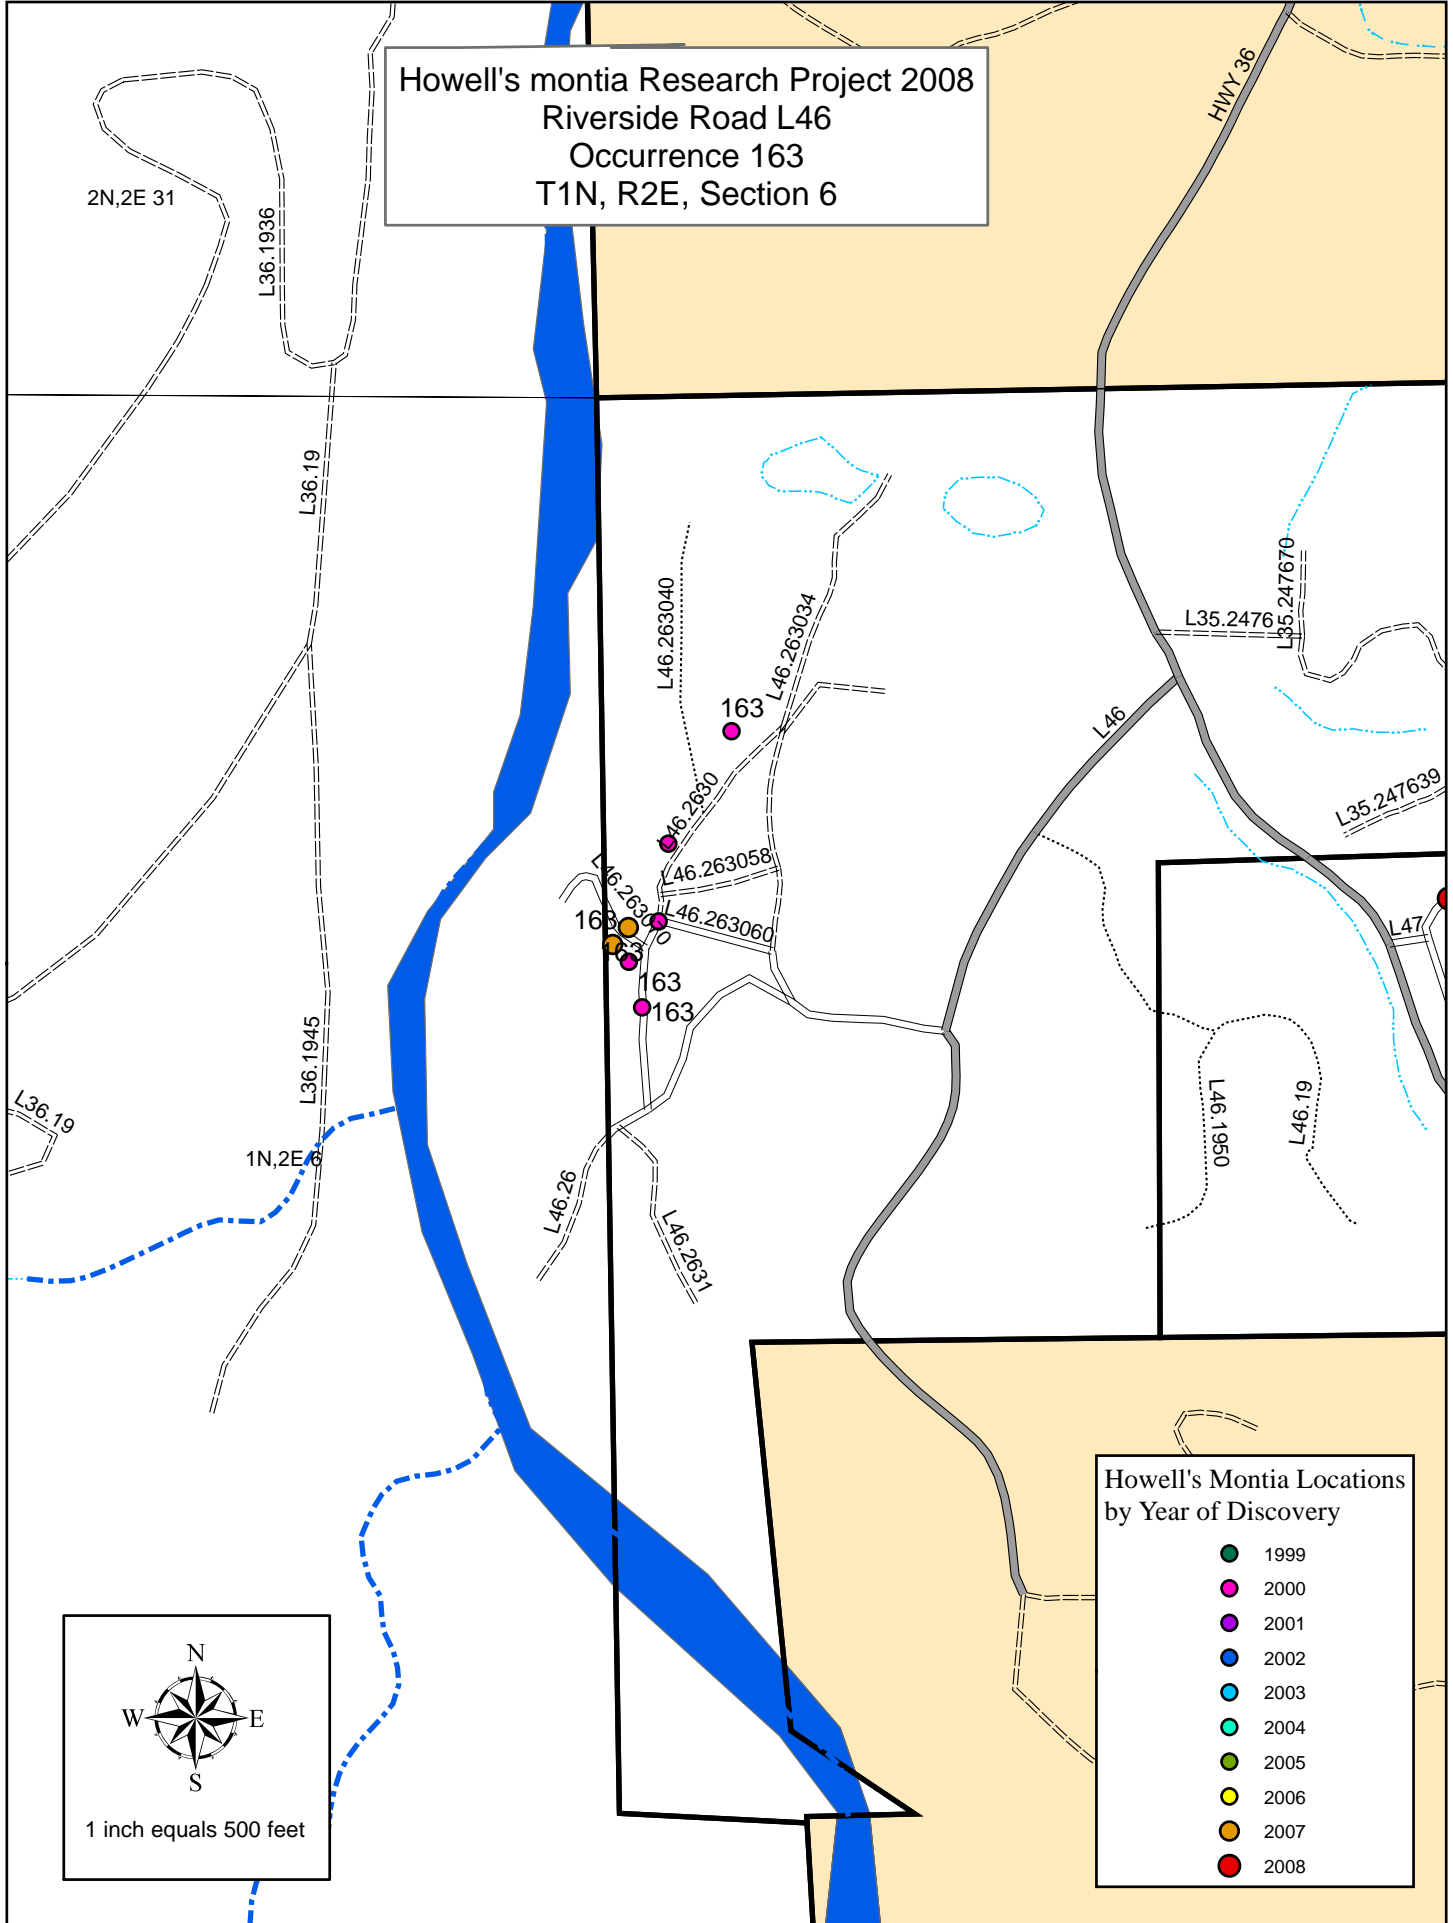 Howell's montia Research Project 2008
Riverside Road L46
Occurrence 163
T1N, R2E, Section 6
HWY 36
2N,2E 31
L36.1936
L36.19
L46.263040
L46.263034
L35.247670
L35.2476
163
L46
L46.2630
L35.247639
L46.263058
L46.263060
163
163
L47
163
163
L36.1945
L36.19
1N,2E 6
L46.1950
L46.19
L46.26
L46.2631
Howell's Montia Locations
by Year of Discovery
1999
2000
2001
2002
2003
2004
2005
2006
2007
2008
N
W
E
S
1 inch equals 500 feet